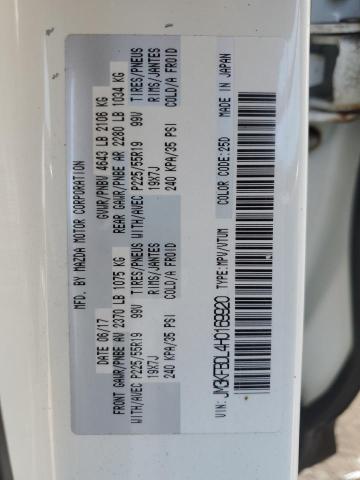 MFD. BY MAZDA MOTOR CORPORATION
DATE 06/17
GVWR/PNBV 4643 LB 2106 KG
FRONT GAWR/PNBE AV 2370 LB 1075 KG
REAR GAWR/PNBE AR 2280 LB 1034 KG
WITH/AVEC P225/55R19 99V TIRES/PNEUS
WITH/AVEC P225/55R19 99V TIRES/PNEUS
19X7J RIMS/JANTES
19X7J RIMS/JANTES
240 KPA/35 PSI COLD/A FROID
240 KPA/35 PSI COLD/A FROID
VIN: JM3KFBDL4H0169920
TYPE:MPV/VTUM
COLOR CODE:25D
MADE IN JAPAN